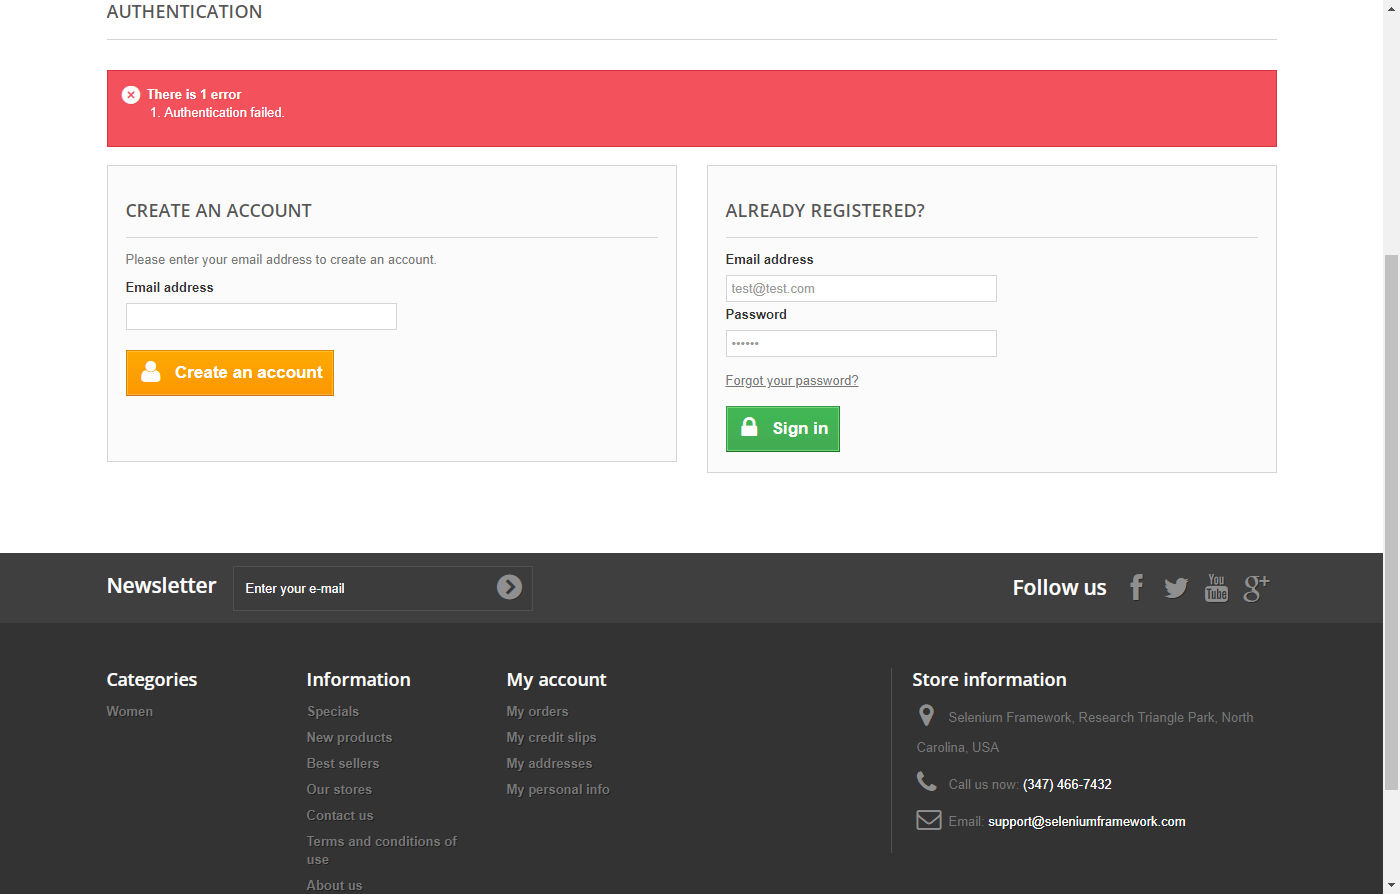 AUTHENTICATION
There is 1 error
1. Authentication failed.
CREATE AN ACCOUNT
Please enter your email address to create an account.
Email address
Create an account
ALREADY REGISTERED?
Email address
test@test.com
Password
••••••
Forgot your password?
Sign in
Newsletter
Enter your e-mail
Follow us
You
Tube
g+
Categories
Women
Information
Specials
New products
Best sellers
Our stores
Contact us
Terms and conditions of
use
About us
My account
My orders
My credit slips
My addresses
My personal info
Store information
Selenium Framework, Research Triangle Park, North
Carolina, USA
Call us now: (347) 466-7432
Email: support@seleniumframework.com